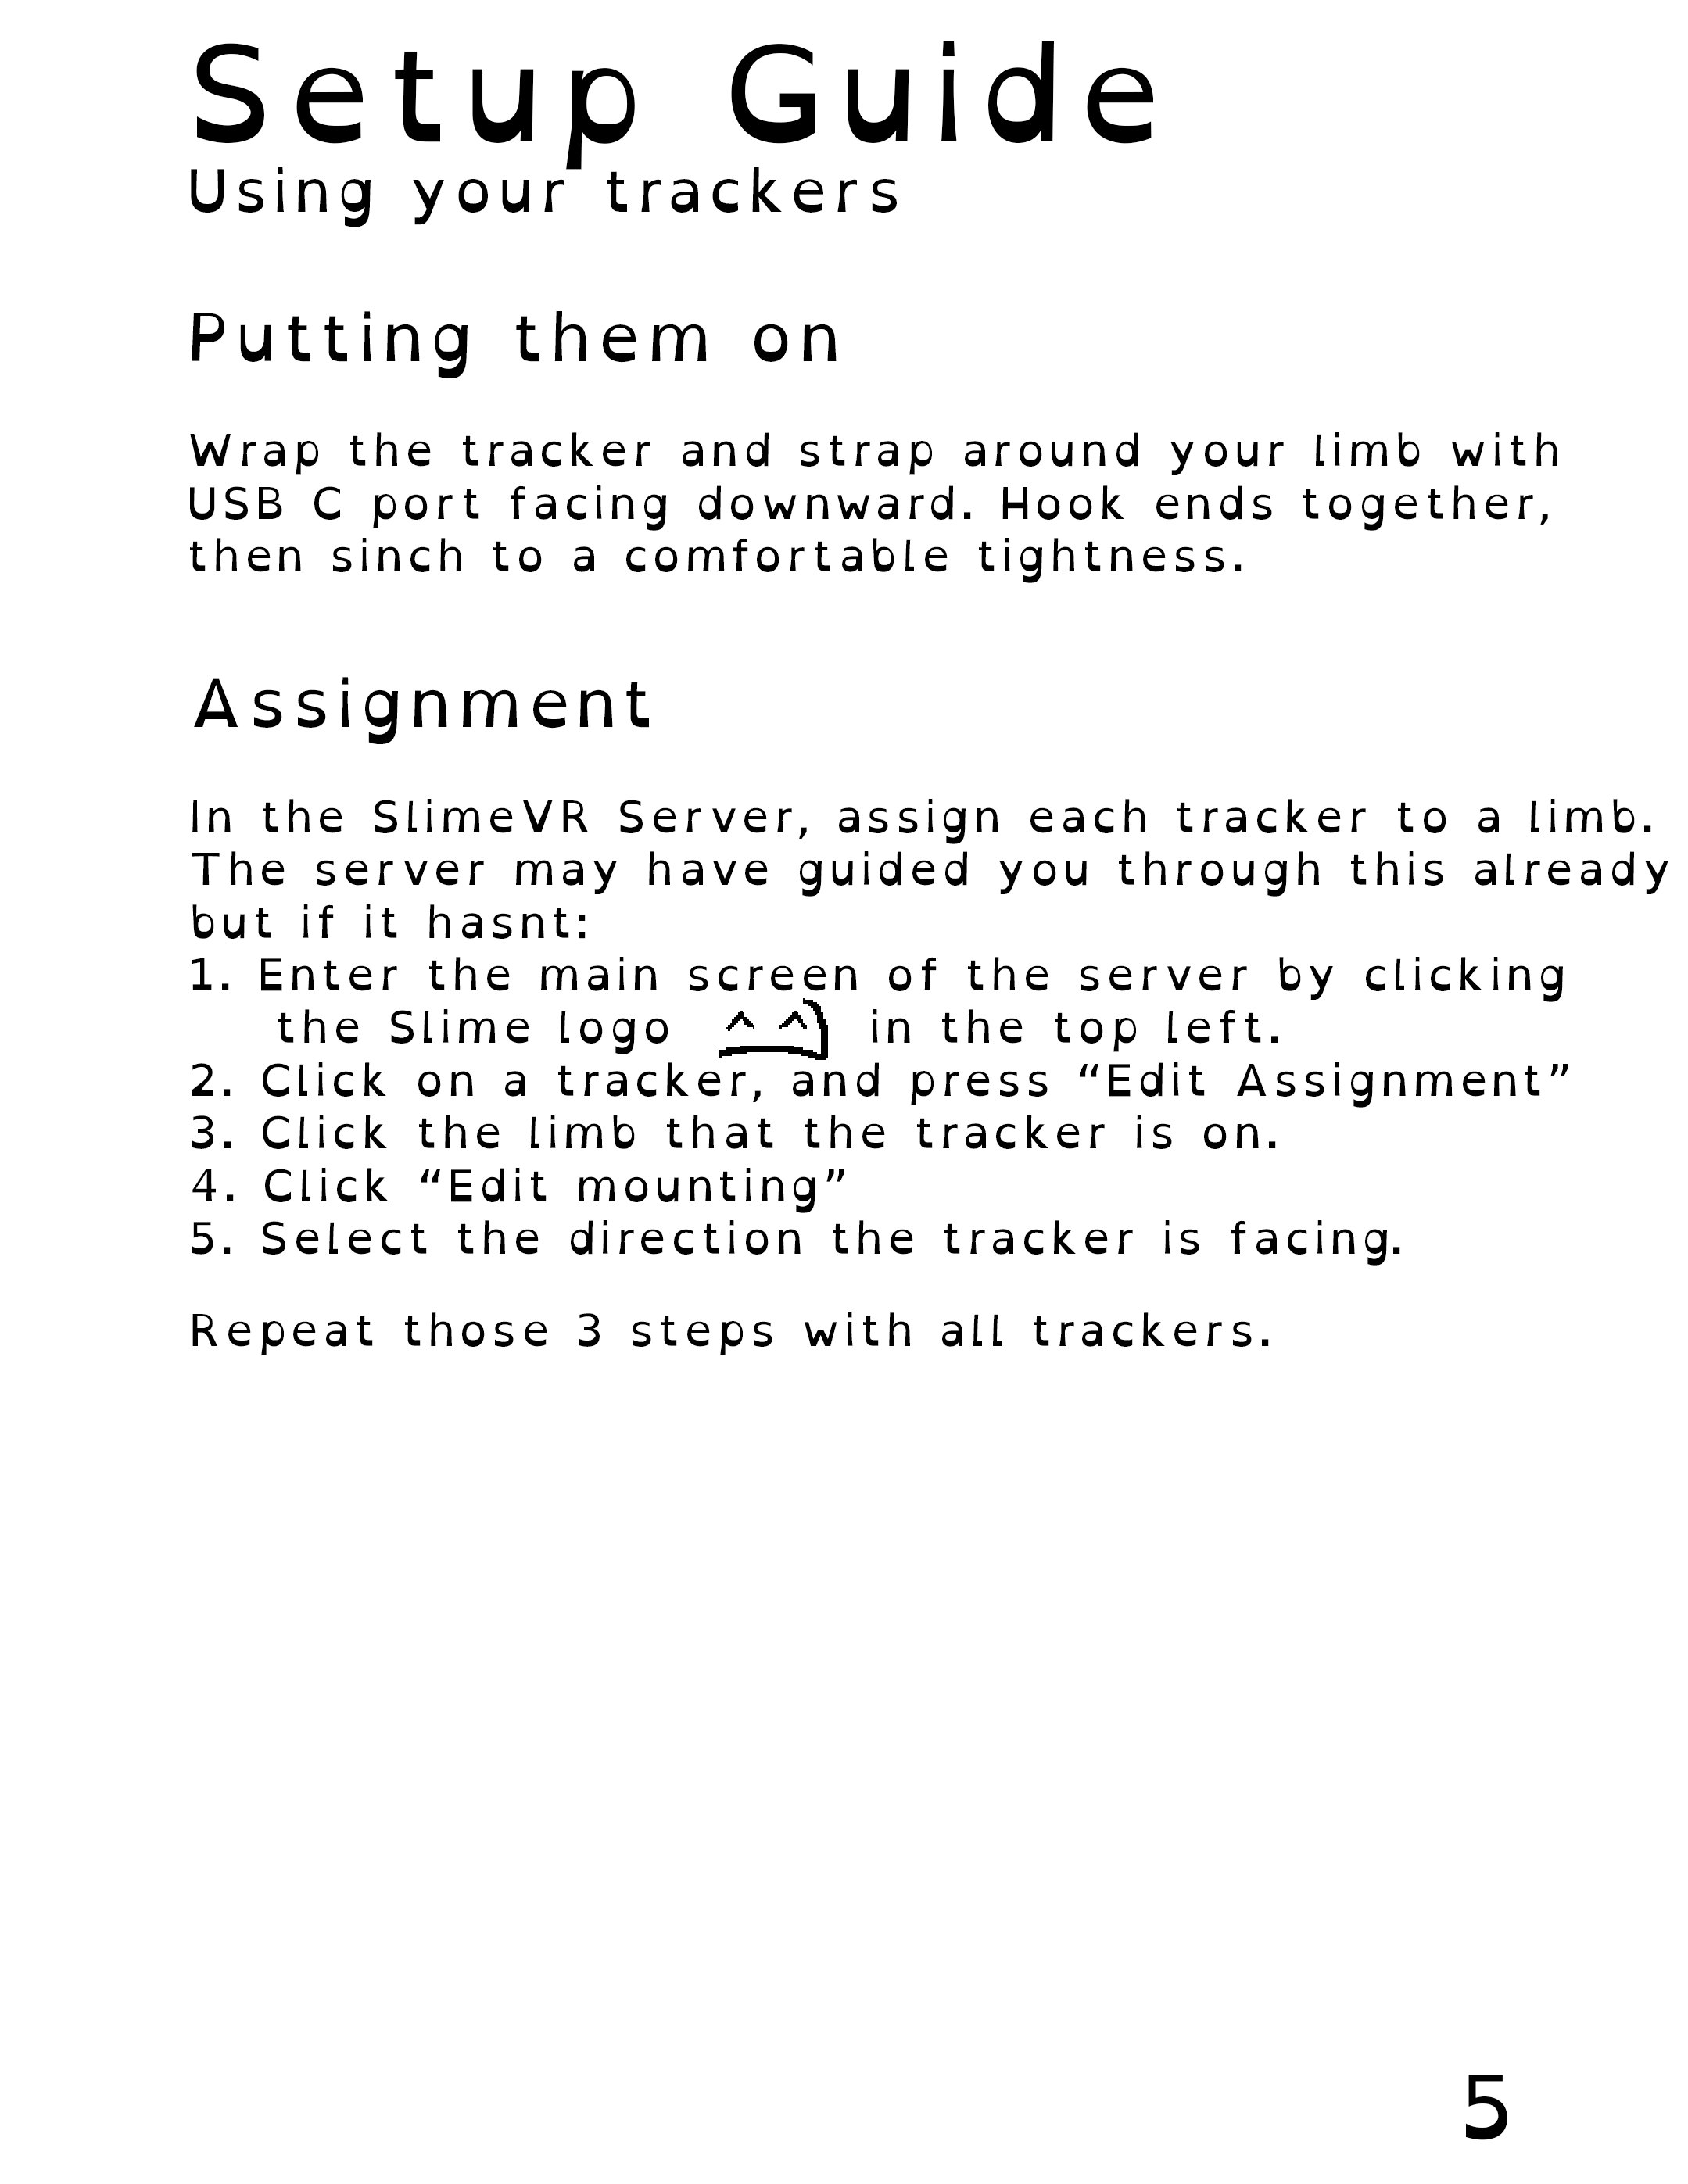 Setup Guide
Using your trackers
Putting them on
Wrap the tracker and strap around your limb with
USB C port facing downward. Hook ends together,
then sinch to a comfortable tightness.
Assignment
In the SlimeVR Server, assign each tracker to a limb.
The server may have guided you through this already
but if it hasnt:
1. Enter the main screen of the server by clicking
the Slime logo in the top left.
2. Click on a tracker, and press “Edit Assignment”
3. Click the limb that the tracker is on.
4. Click “Edit mounting”
5. Select the direction the tracker is facing.
Repeat those 3 steps with all trackers.
5